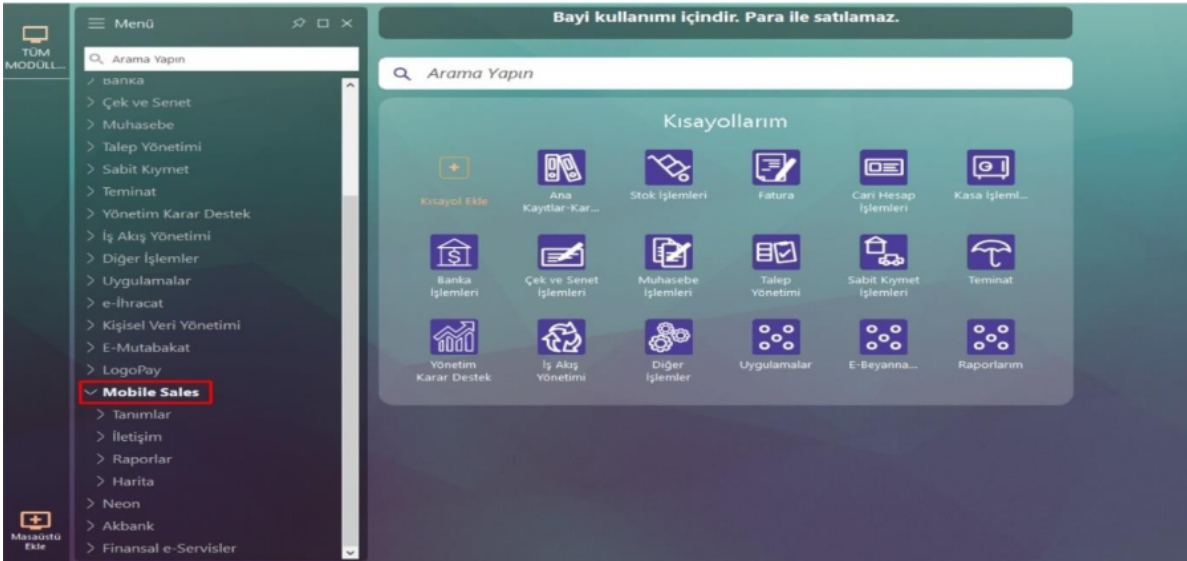 TÜM
MODÜLL...
Menü
Arama Yapın
Banka
Çek ve Senet
Muhasebe
Talep Yönetimi
Sabit Kıymet
Teminat
Yönetim Karar Destek
İş Akış Yönetimi
Diğer İşlemler
Uygulamalar
e-İhracat
Kişisel Veri Yönetimi
E-Mutabakat
LogoPay
Mobile Sales
Tanımlar
İletişim
Raporlar
Harita
Neon
Akbank
Finansal e-Servisler
Masaüstü
Ekle
Bayi kullanımı içindir. Para ile satılamaz.
Arama Yapın
Kısayollarım
Kısayol Ekle
Ana
Kayıtlar-Kar...
Stok İşlemleri
Fatura
Cari Hesap
İşlemleri
Kasa İşleml...
Banka
İşlemleri
Çek ve Senet
İşlemleri
Muhasebe
İşlemleri
Talep
Yönetimi
Sabit Kıymet
İşlemleri
Teminat
Yönetim
Karar Destek
İş Akış
Yönetimi
Diğer
İşlemler
Uygulamalar
E-Beyanna...
Raporlarım